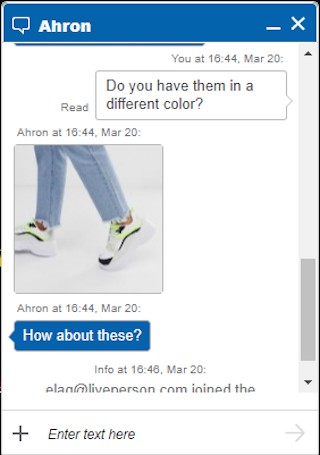 Ahron
You at 16:44, Mar 20:
Do you have them in a
different color?
Read
Ahron at 16:44, Mar 20:
Ahron at 16:44, Mar 20:
How about these?
Info at 16:46, Mar 20:
elag@liveperson.com joined the
Enter text here